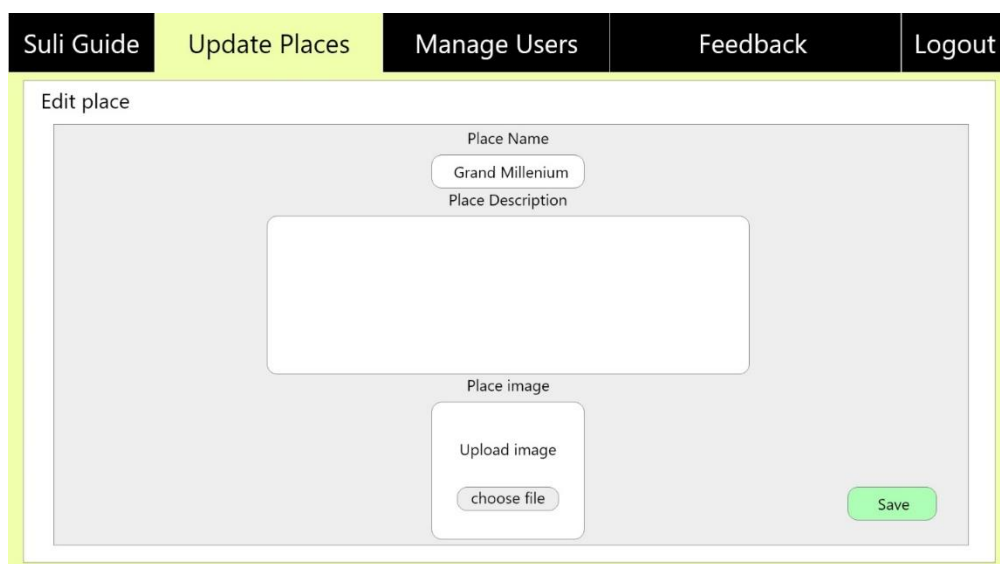 Suli Guide Update Places Manage Users Feedback Logout
Edit place
Place Name
Grand Millenium
Place Description
Place image
Upload image
choose file
Save